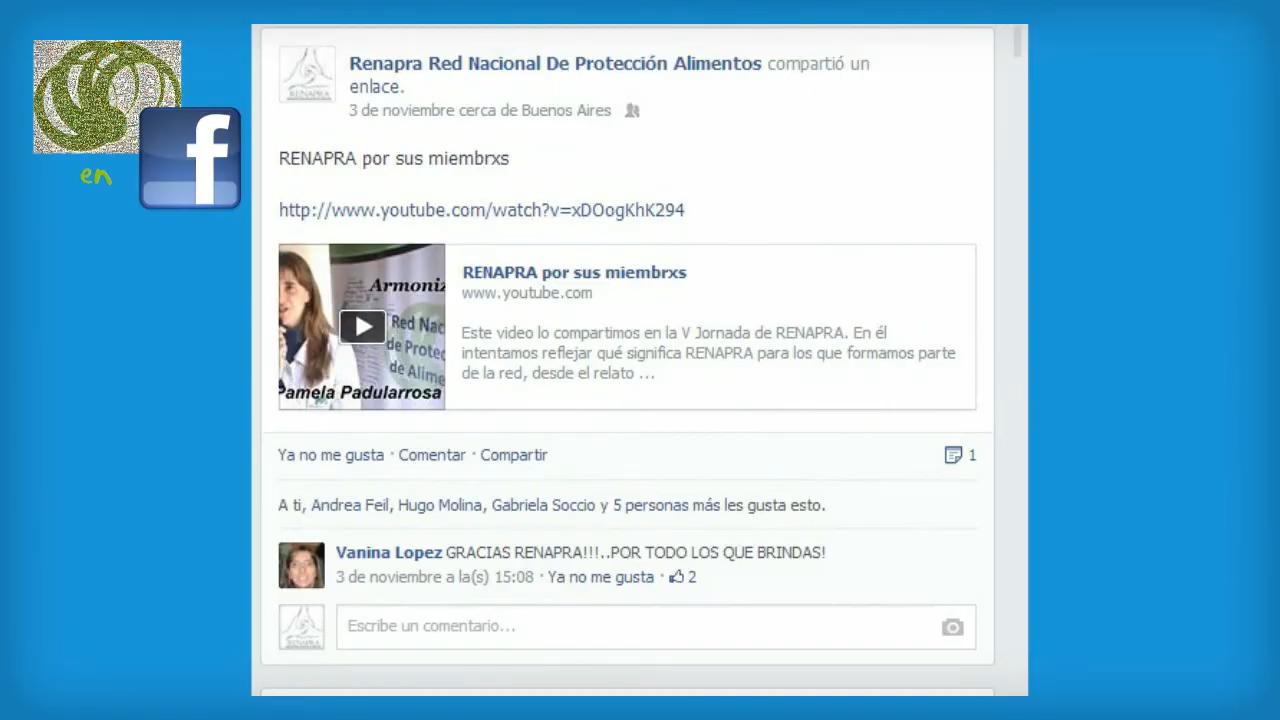 Renapra Red Nacional De Protección Alimentos compartió un
enlace.
3 de noviembre cerca de Buenos Aires
RENAPRA por sus miembrxs
http://www.youtube.com/watch?v=xDOogKhK294
RENAPRA por sus miembrxs
www.youtube.com
Este video lo compartimos en la V Jornada de RENAPRA. En él
intentamos reflejar qué significa RENAPRA para los que formamos parte
de la red, desde el relato ...
Armoniz
Red Nac
de Protec
de Alime
Pamela Padularrosa
Ya no me gusta · Comentar · Compartir
1
A ti, Andrea Feil, Hugo Molina, Gabriela Soccio y 5 personas más les gusta esto.
Vanina Lopez GRACIAS RENAPRA!!!..POR TODO LOS QUE BRINDAS!
3 de noviembre a la(s) 15:08 · Ya no me gusta · 2
RENAPRA
Escribe un comentario...
en
f
RENAPRA